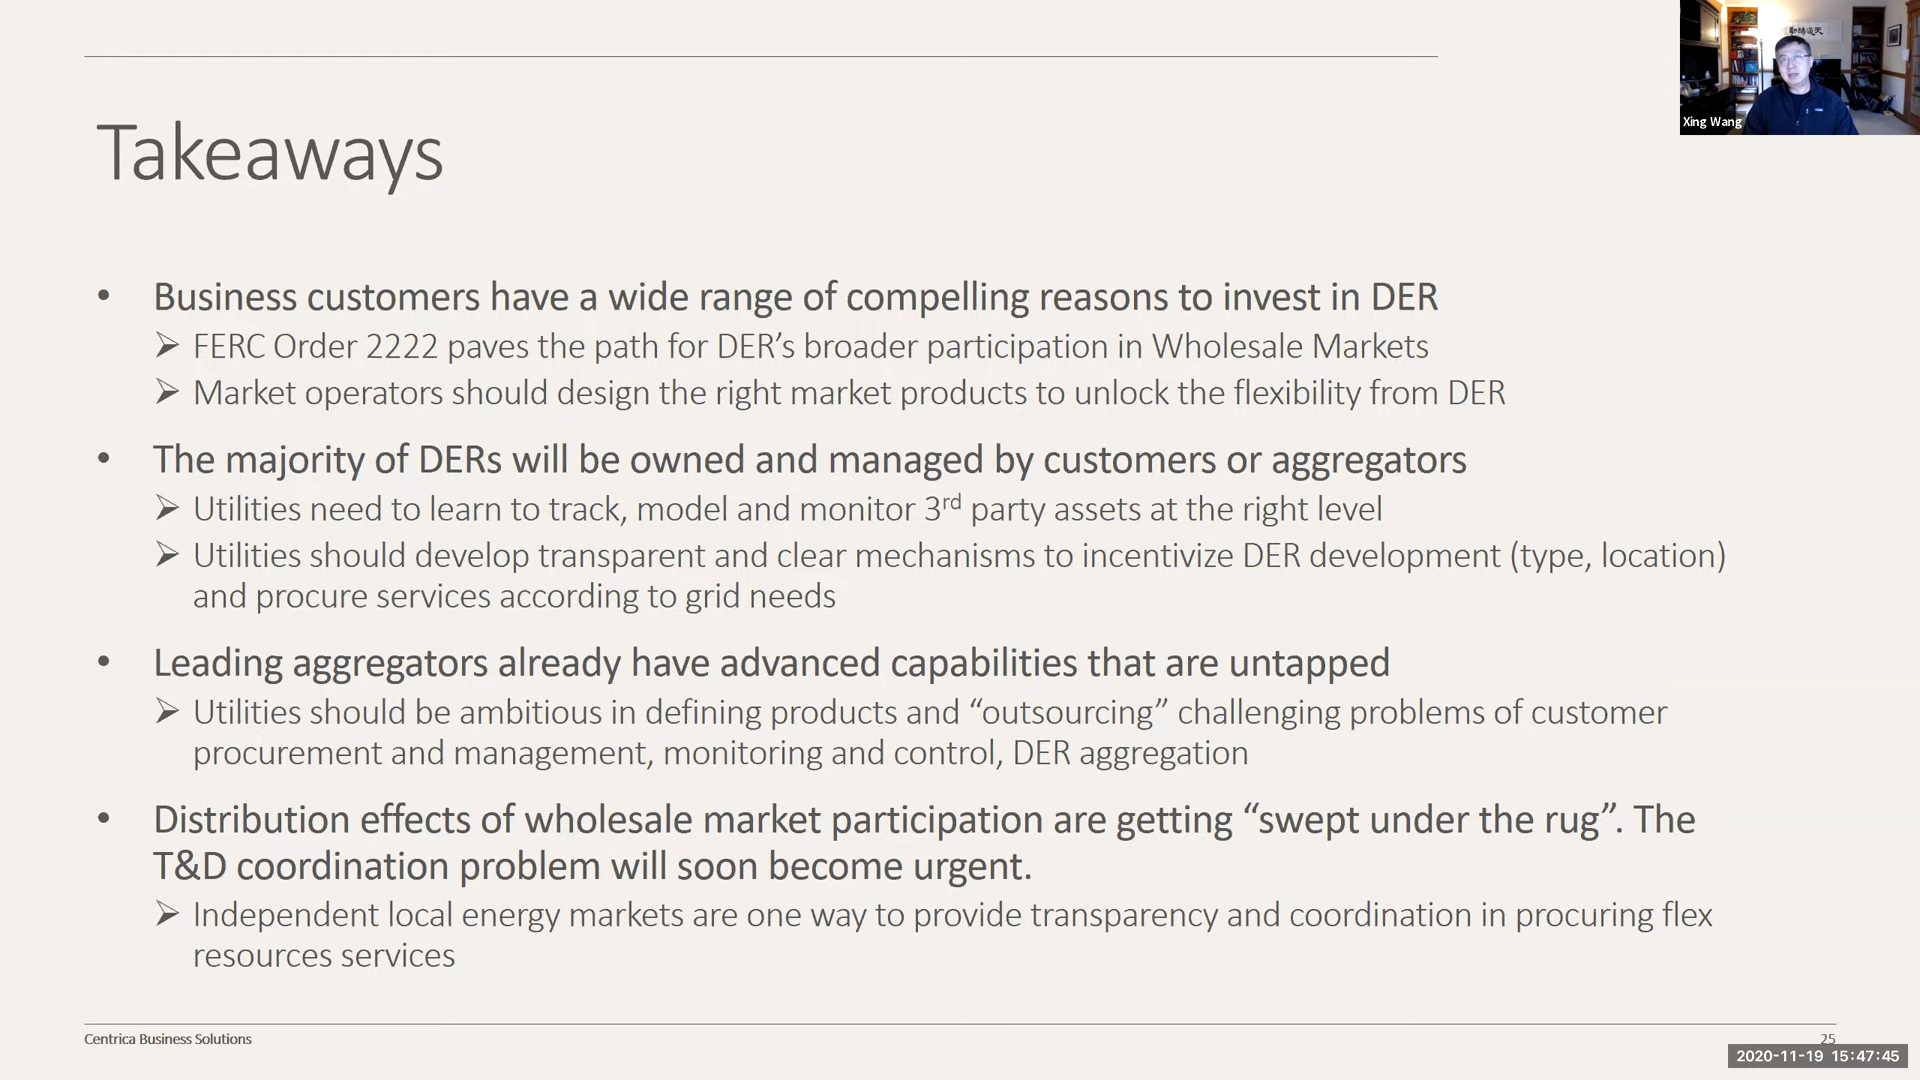 天道酬勤
Xing Wang
Takeaways
• Business customers have a wide range of compelling reasons to invest in DER
➢ FERC Order 2222 paves the path for DER’s broader participation in Wholesale Markets
➢ Market operators should design the right market products to unlock the flexibility from DER
• The majority of DERs will be owned and managed by customers or aggregators
➢ Utilities need to learn to track, model and monitor 3rd party assets at the right level
➢ Utilities should develop transparent and clear mechanisms to incentivize DER development (type, location)
and procure services according to grid needs
• Leading aggregators already have advanced capabilities that are untapped
➢ Utilities should be ambitious in defining products and “outsourcing” challenging problems of customer
procurement and management, monitoring and control, DER aggregation
• Distribution effects of wholesale market participation are getting “swept under the rug”. The
T&D coordination problem will soon become urgent.
➢ Independent local energy markets are one way to provide transparency and coordination in procuring flex
resources services
Centrica Business Solutions
25
2020-11-19 15:47:45